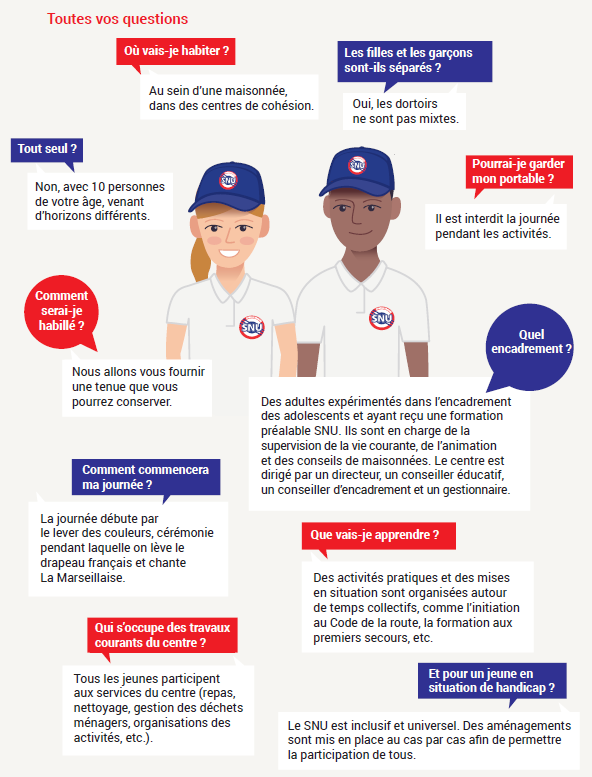 Toutes vos questions
Où vais-je habiter ?
Au sein d’une maisonnée,
dans des centres de cohésion.
Les filles et les garçons
sont-ils séparés ?
Oui, les dortoirs
ne sont pas mixtes.
Tout seul ?
Non, avec 10 personnes
de votre âge, venant
d’horizons différents.
Pourrai-je garder
mon portable ?
Il est interdit la journée
pendant les activités.
SNU
SNU
SNU
SNU
Comment
serai-je
habillé ?
Nous allons vous fournir
une tenue que vous
pourrez conserver.
Quel
encadrement ?
Des adultes expérimentés dans l’encadrement
des adolescents et ayant reçu une formation
préalable SNU. Ils sont en charge de la
supervision de la vie courante, de l’animation
et des conseils de maisonnées. Le centre est
dirigé par un directeur, un conseiller éducatif,
un conseiller d’encadrement et un gestionnaire.
Comment commencera
ma journée ?
La journée débute par
le lever des couleurs, cérémonie
pendant laquelle on lève le
drapeau français et chante
La Marseillaise.
Que vais-je apprendre ?
Des activités pratiques et des mises
en situation sont organisées autour
de temps collectifs, comme l’initiation
au Code de la route, la formation aux
premiers secours, etc.
Qui s’occupe des travaux
courants du centre ?
Tous les jeunes participent
aux services du centre (repas,
nettoyage, gestion des déchets
ménagers, organisations des
activités, etc.).
Et pour un jeune en
situation de handicap ?
Le SNU est inclusif et universel. Des aménagements
sont mis en place au cas par cas afin de permettre
la participation de tous.